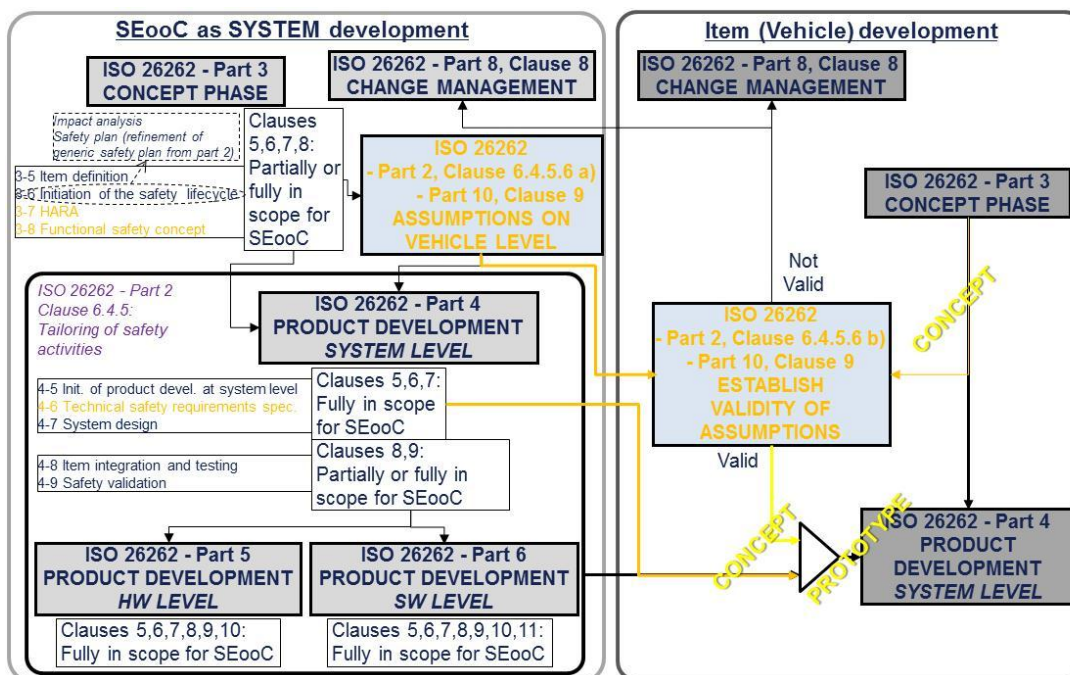 SEooC as SYSTEM development
ISO 26262 - Part 3
CONCEPT PHASE
ISO 26262 - Part 8, Clause 8
CHANGE MANAGEMENT
Impact analysis
Safety plan (refinement of
generic safety plan from part 2)
3-5 Item definition
3-6 Initiation of the safety lifecycle
3-7 HARA
3-8 Functional safety concept
Clauses
5,6,7,8:
Partially or
fully in
scope for
SEooC
ISO 26262
- Part 2, Clause 6.4.5.6 a)
- Part 10, Clause 9
ASSUMPTIONS ON
VEHICLE LEVEL
ISO 26262 - Part 2
Clause 6.4.5:
Tailoring of safety
activities
ISO 26262 - Part 4
PRODUCT DEVELOPMENT
SYSTEM LEVEL
4-5 Init. of product devel. at system level
4-6 Technical safety requirements spec.
4-7 System design
Clauses 5,6,7:
Fully in scope
for SEooC
4-8 Item integration and testing
4-9 Safety validation
Clauses 8,9:
Partially or fully in
scope for SEooC
ISO 26262 - Part 5
PRODUCT DEVELOPMENT
HW LEVEL
Clauses 5,6,7,8,9,10:
Fully in scope for SEooC
ISO 26262 - Part 6
PRODUCT DEVELOPMENT
SW LEVEL
Clauses 5,6,7,8,9,10,11:
Fully in scope for SEooC
Item (Vehicle) development
ISO 26262 - Part 8, Clause 8
CHANGE MANAGEMENT
ISO 26262 - Part 3
CONCEPT PHASE
Not
Valid
CONCEPT
ISO 26262
- Part 2, Clause 6.4.5.6 b)
- Part 10, Clause 9
ESTABLISH
VALIDITY OF
ASSUMPTIONS
Valid
CONCEPT
PROTOTYPE
ISO 26262 - Part 4
PRODUCT
DEVELOPMENT
SYSTEM LEVEL